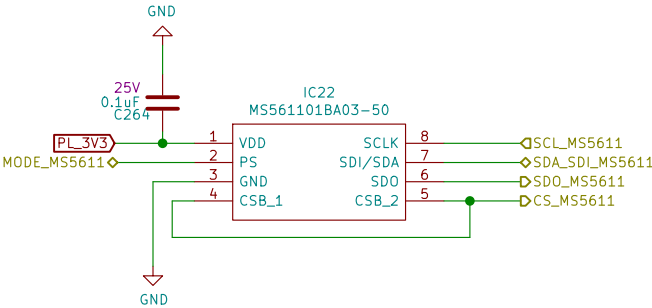 GND
25V
0.1uF
C264
IC22
MS561101BA03-50
PL_3V3 1 VDD SCLK 8 SCL_MS5611
MODE_MS5611 2 PS SDI/SDA 7 SDA_SDI_MS5611
3 GND SDO 6 SDO_MS5611
4 CSB_1 CSB_2 5 CS_MS5611
GND